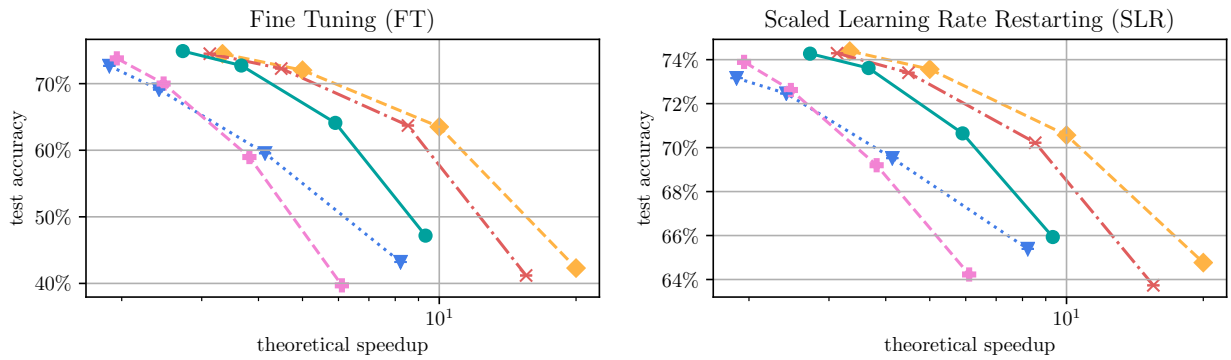 Fine Tuning (FT)
test accuracy
70%
60%
50%
40%
10¹
theoretical speedup
Scaled Learning Rate Restarting (SLR)
test accuracy
74%
72%
70%
68%
66%
64%
10¹
theoretical speedup